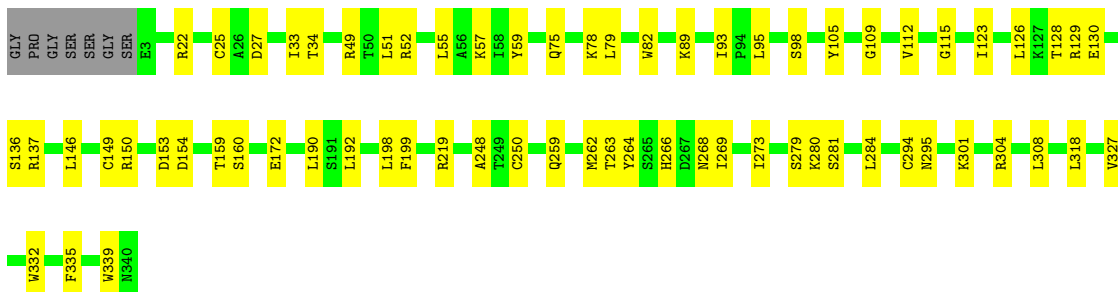 GLY PRO GLY SER SER GLY SER E3 R22 C25 A26 D27 I33 T34 R49 T50 L51 R52 L55 A56 K57 I58 Y59 Q75 K78 L79 W82 K89 I93 P94 L95 S98 Y105 G109 V112 G115 I123 L126 K127 T128 R129 E130
S136 R137 L146 C149 R150 D153 D154 T159 S160 E172 L190 S191 L192 L198 F199 R219 A248 T249 C250 Q259 M262 T263 Y264 S265 H266 D267 N268 I269 I273 S279 K280 S281 L284 C294 N295 K301 R304 L308 L318 V327
W332 F335 W339 N340